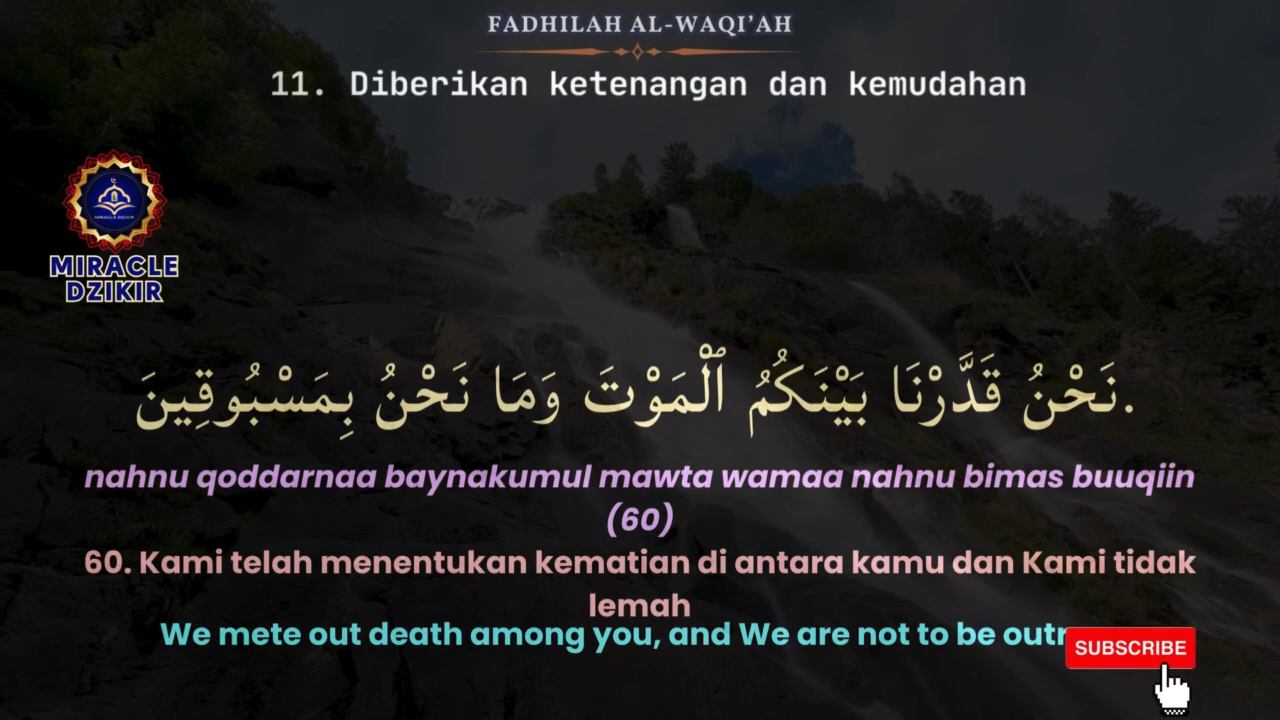 FADHILAH AL-WAQI’AH
11. Diberikan ketenangan dan kemudahan
MIRACLE
DZIKIR
نَحْنُ قَدَّرْنَا بَيْنَكُمُ ٱلْمَوْتَ وَمَا نَحْنُ بِمَسْبُوقِينَ.
nahnu qoddarnaa baynakumul mawta wamaa nahnu bimas buuqiin
(60)
60. Kami telah menentukan kematian di antara kamu dan Kami tidak
lemah
We mete out death among you, and We are not to be
SUBSCRIBE